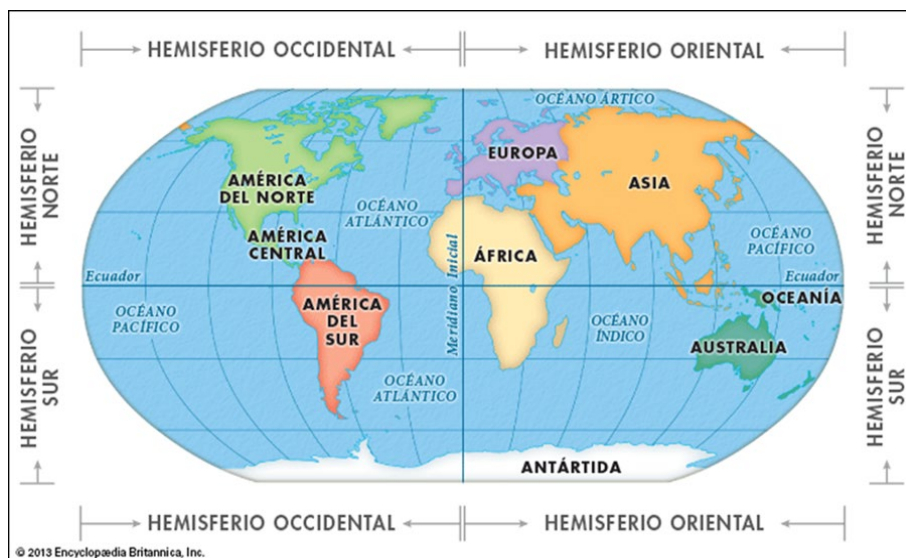 HEMISFERIO OCCIDENTAL
HEMISFERIO ORIENTAL
HEMISFERIO
NORTE
HEMISFERIO
NORTE
OCÉANO ÁRTICO
EUROPA
ASIA
AMÉRICA
DEL NORTE
OCÉANO
ATLÁNTICO
AMÉRICA
CENTRAL
ÁFRICA
OCÉANO
PACÍFICO
Ecuador
Ecuador
Meridiano Inicial
OCÉANO
PACÍFICO
AMÉRICA
DEL
SUR
OCÉANO
ÍNDICO
OCEANÍA
AUSTRALIA
OCÉANO
ATLÁNTICO
HEMISFERIO
SUR
HEMISFERIO
SUR
ANTÁRTIDA
HEMISFERIO OCCIDENTAL
HEMISFERIO ORIENTAL
© 2013 Encyclopædia Britannica, Inc.